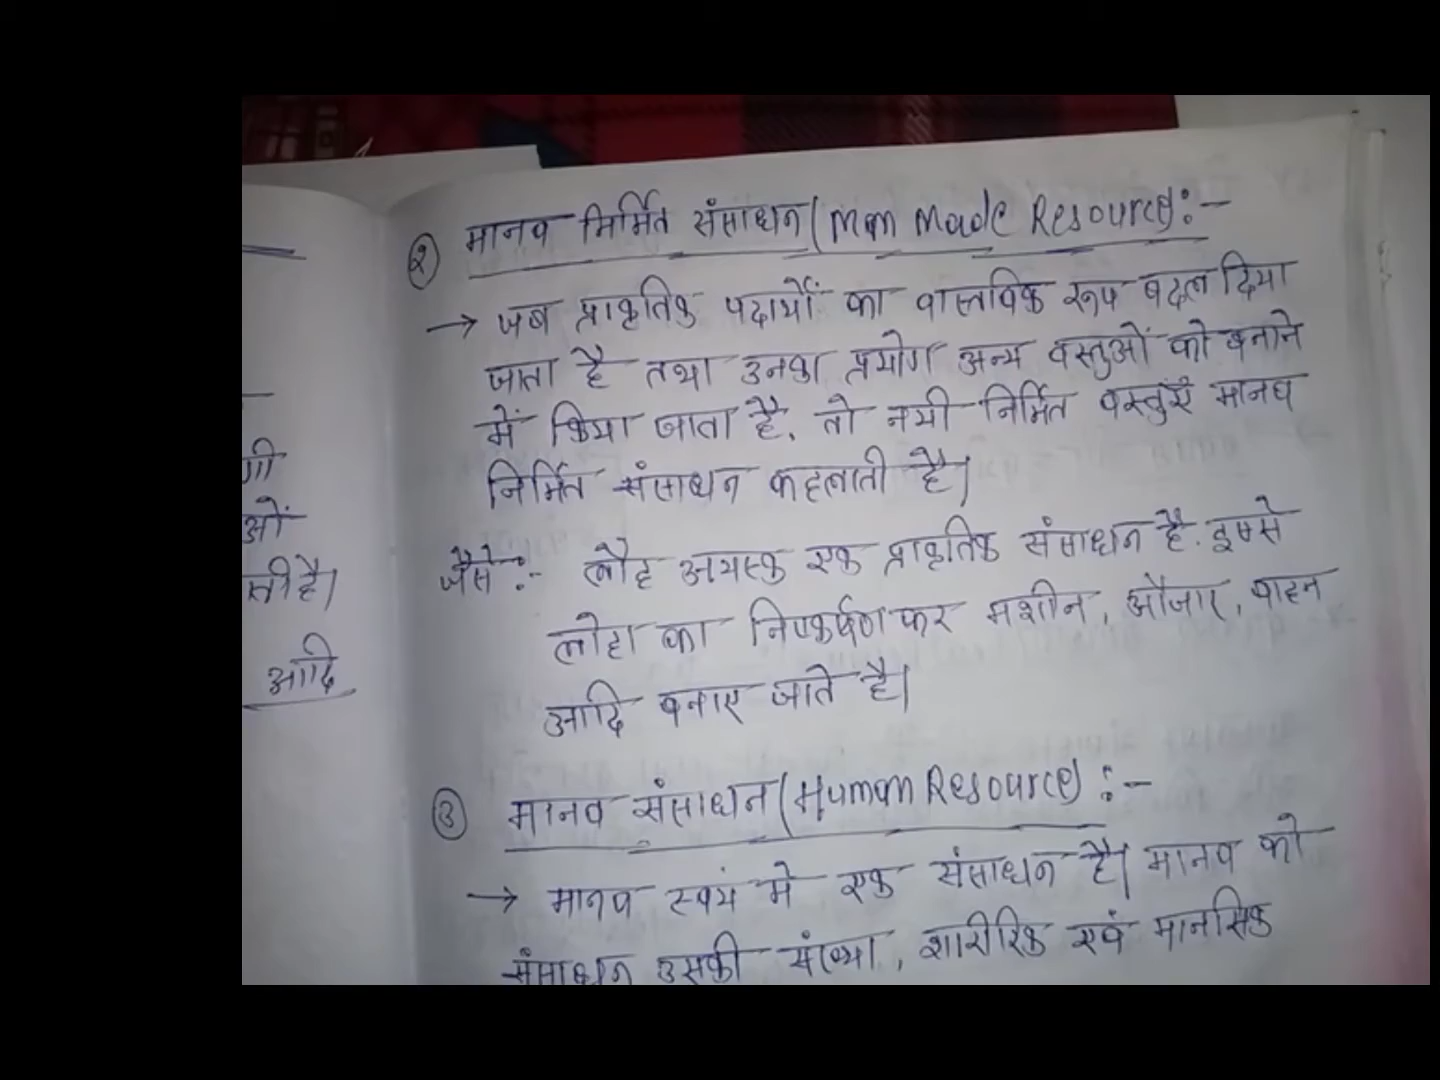 गी
ओं
ती है।
आदि
② मानव निर्मित संसाधन (Man Made Resource):-
→ जब प्राकृतिक पदार्थों का वास्तविक रूप बदल दिया
जाता है तथा उनका प्रयोग अन्य वस्तुओं को बनाने
में किया जाता है, तो नयी निर्मित वस्तुएं मानव
निर्मित संसाधन कहलाती है।
जैसे :- लौह अयस्क एक प्राकृतिक संसाधन है. इससे
लोहा का निष्कर्षण कर मशीन, औजार, वाहन
आदि बनाए जाते है।
③ मानव संसाधन (Human Resource) :-
→ मानव स्वयं मे एक संसाधन है। मानव को
संसाधन उसकी संख्या, शारीरिक एवं मानसिक